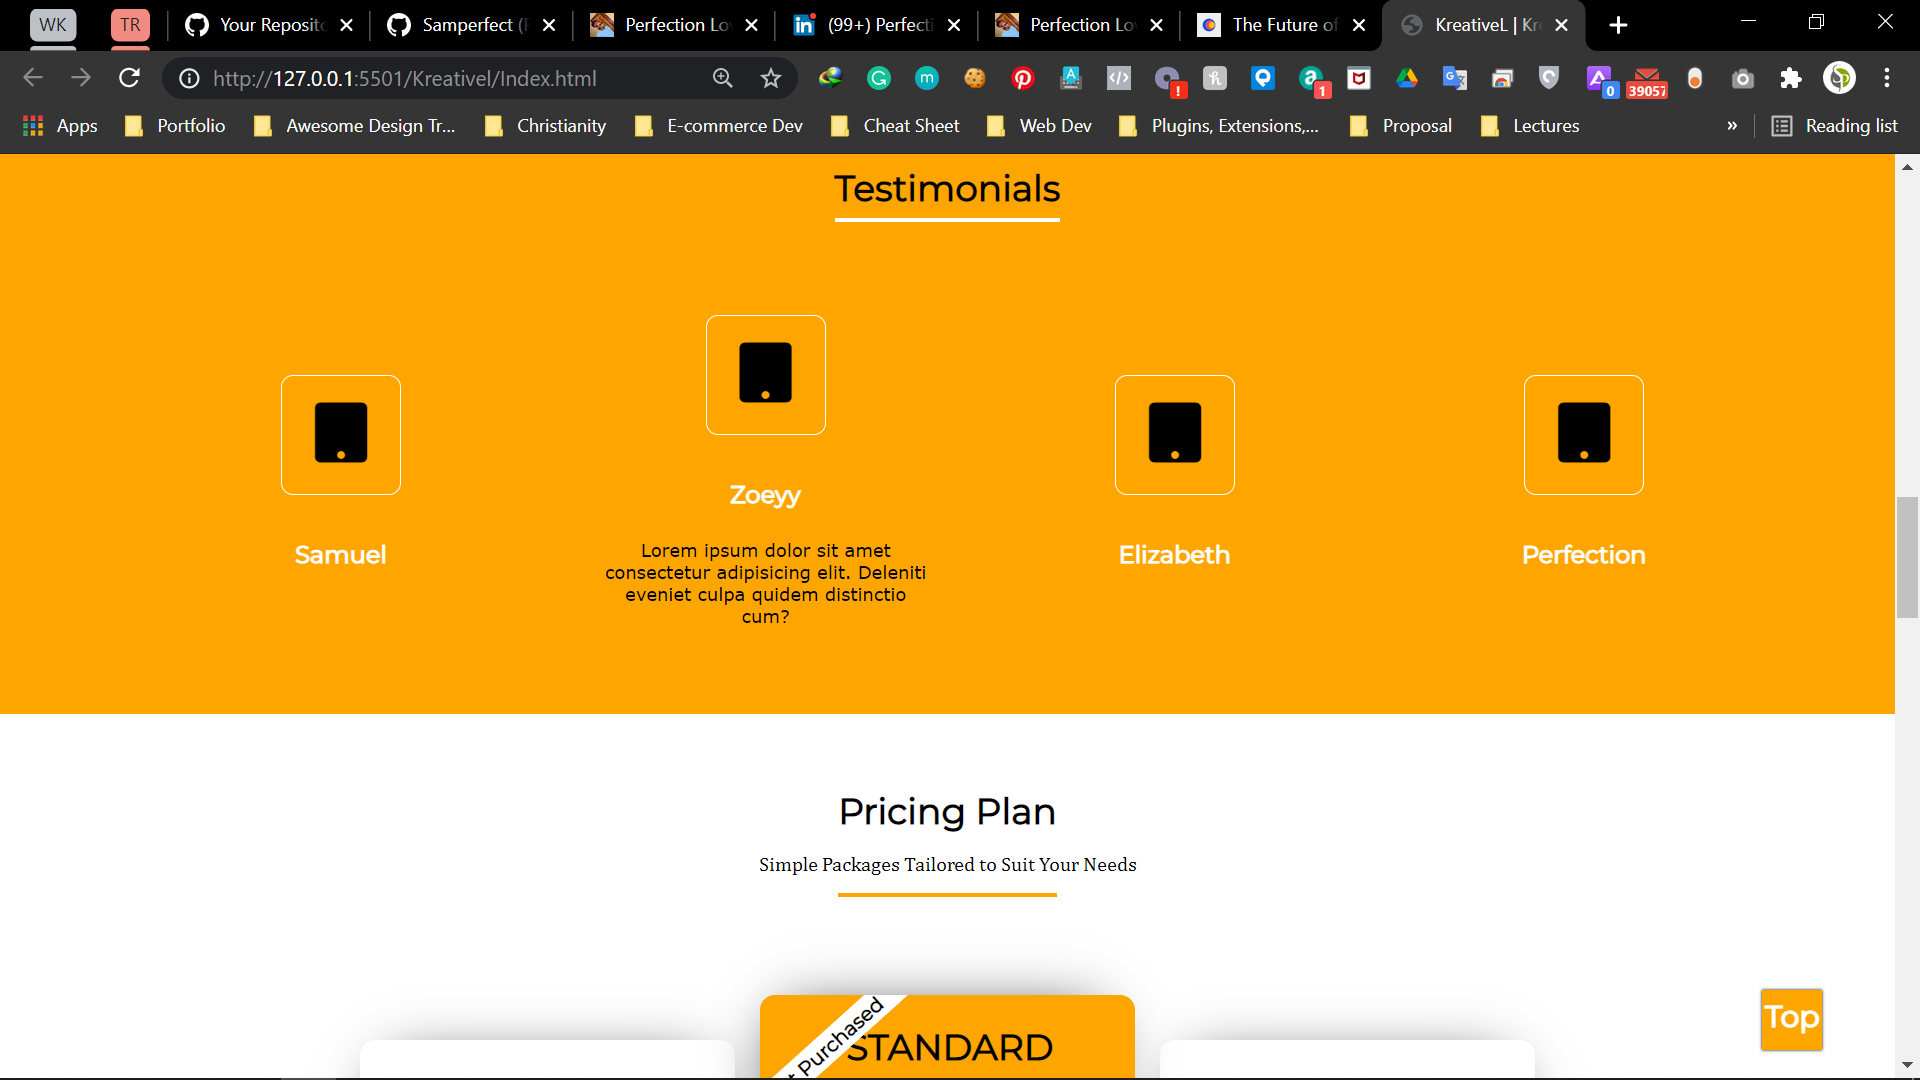 WK
TR
Your Reposito
Samperfect (
Perfection Lo
(99+) Perfecti
Perfection Lo
The Future of
KreativeL | Kr
http://127.0.0.1:5501/Kreativel/Index.html
1
0
39057
Apps
Portfolio
Awesome Design Tr...
Christianity
E-commerce Dev
Cheat Sheet
Web Dev
Plugins, Extensions,...
Proposal
Lectures
»
Reading list
Testimonials
Samuel
Zoeyy
Lorem ipsum dolor sit amet
consectetur adipisicing elit. Deleniti
eveniet culpa quidem distinctio
cum?
Elizabeth
Perfection
Pricing Plan
Simple Packages Tailored to Suit Your Needs
t Purchased
STANDARD
Top